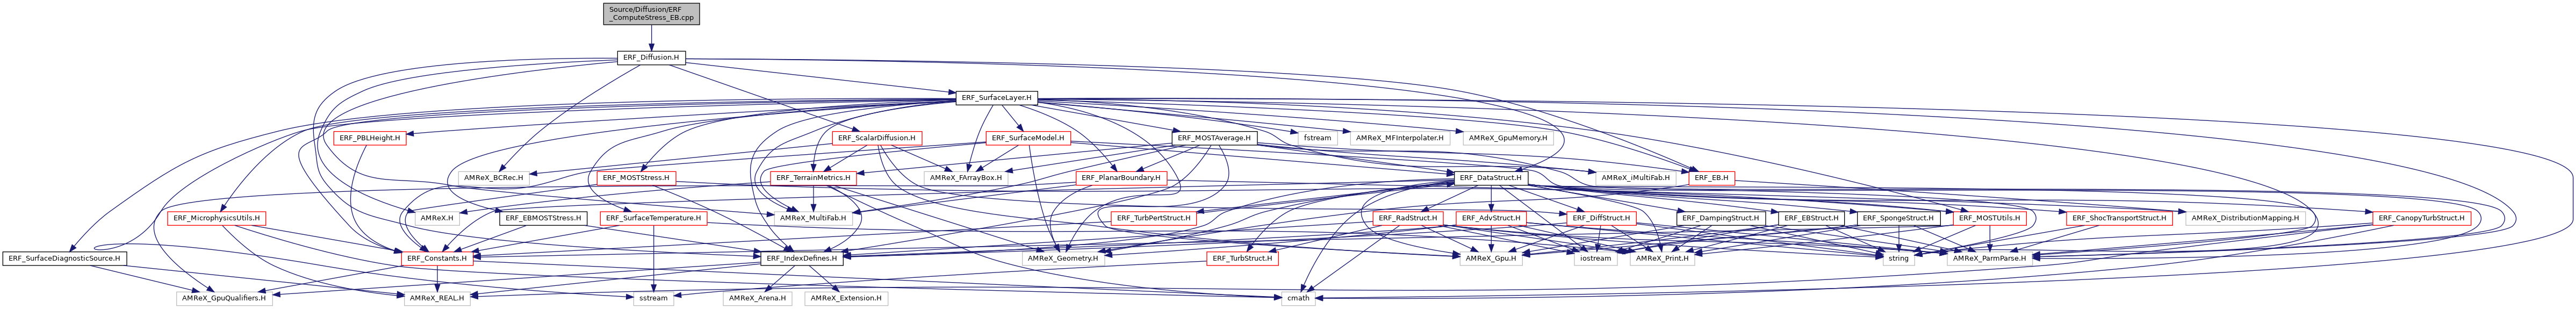 Source/Diffusion/ERF
_ComputeStress_EB.cpp
ERF_Diffusion.H
ERF_SurfaceLayer.H
ERF_PBLHeight.H
ERF_ScalarDiffusion.H
ERF_SurfaceModel.H
ERF_MOSTAverage.H
fstream
AMReX_MFInterpolater.H
AMReX_GpuMemory.H
AMReX_BCRec.H
ERF_MOSTStress.H
ERF_TerrainMetrics.H
AMReX_FArrayBox.H
ERF_PlanarBoundary.H
ERF_DataStruct.H
AMReX_iMultiFab.H
ERF_EB.H
ERF_MicrophysicsUtils.H
AMReX.H
ERF_EBMOSTStress.H
ERF_SurfaceTemperature.H
AMReX_MultiFab.H
ERF_TurbPertStruct.H
ERF_RadStruct.H
ERF_AdvStruct.H
ERF_DiffStruct.H
ERF_DampingStruct.H
ERF_EBStruct.H
ERF_SpongeStruct.H
ERF_MOSTUtils.H
ERF_ShocTransportStruct.H
AMReX_DistributionMapping.H
ERF_CanopyTurbStruct.H
ERF_SurfaceDiagnosticSource.H
ERF_Constants.H
ERF_IndexDefines.H
AMReX_Geometry.H
ERF_TurbStruct.H
AMReX_Gpu.H
iostream
AMReX_Print.H
string
AMReX_ParmParse.H
AMReX_GpuQualifiers.H
AMReX_REAL.H
sstream
AMReX_Arena.H
AMReX_Extension.H
cmath